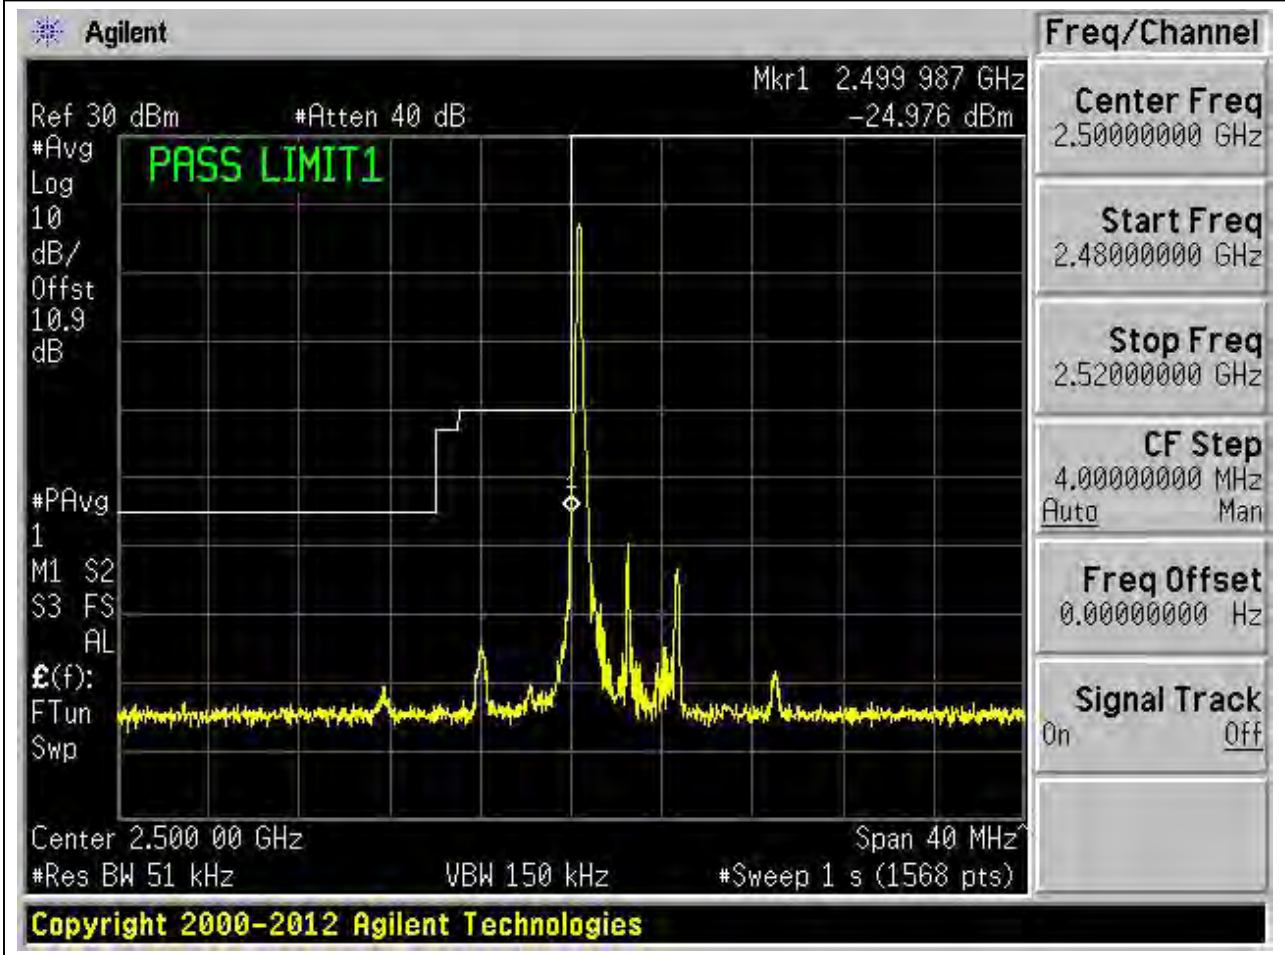 Agilent
Freq/Channel
Mkr1 2.499 987 GHz
Ref 30 dBm #Atten 40 dB -24.976 dBm
#Avg
Log
10
dB/
Offst
10.9
dB
#PAvg
1
M1 S2
S3 FS
AL
£(f):
FTun
Swp
PASS LIMIT1
1
Center 2.500 00 GHz Span 40 MHz^
#Res BW 51 kHz VBW 150 kHz #Sweep 1 s (1568 pts)
Copyright 2000-2012 Agilent Technologies
Center Freq
2.50000000 GHz
Start Freq
2.48000000 GHz
Stop Freq
2.52000000 GHz
CF Step
4.00000000 MHz
Auto Man
Freq Offset
0.00000000 Hz
Signal Track
On Off